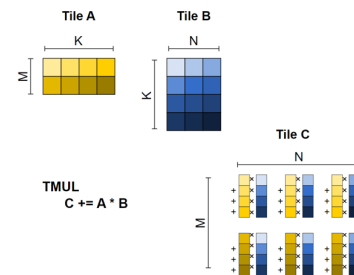 Tile A
Tile B
K
N
M
K
Tile C
N
TMUL
C += A * B
M
× × ×
+ × + × + ×
+ × + × + ×
+ × + × + ×
× × ×
+ × + × + ×
+ × + × + ×
+ × + × + ×